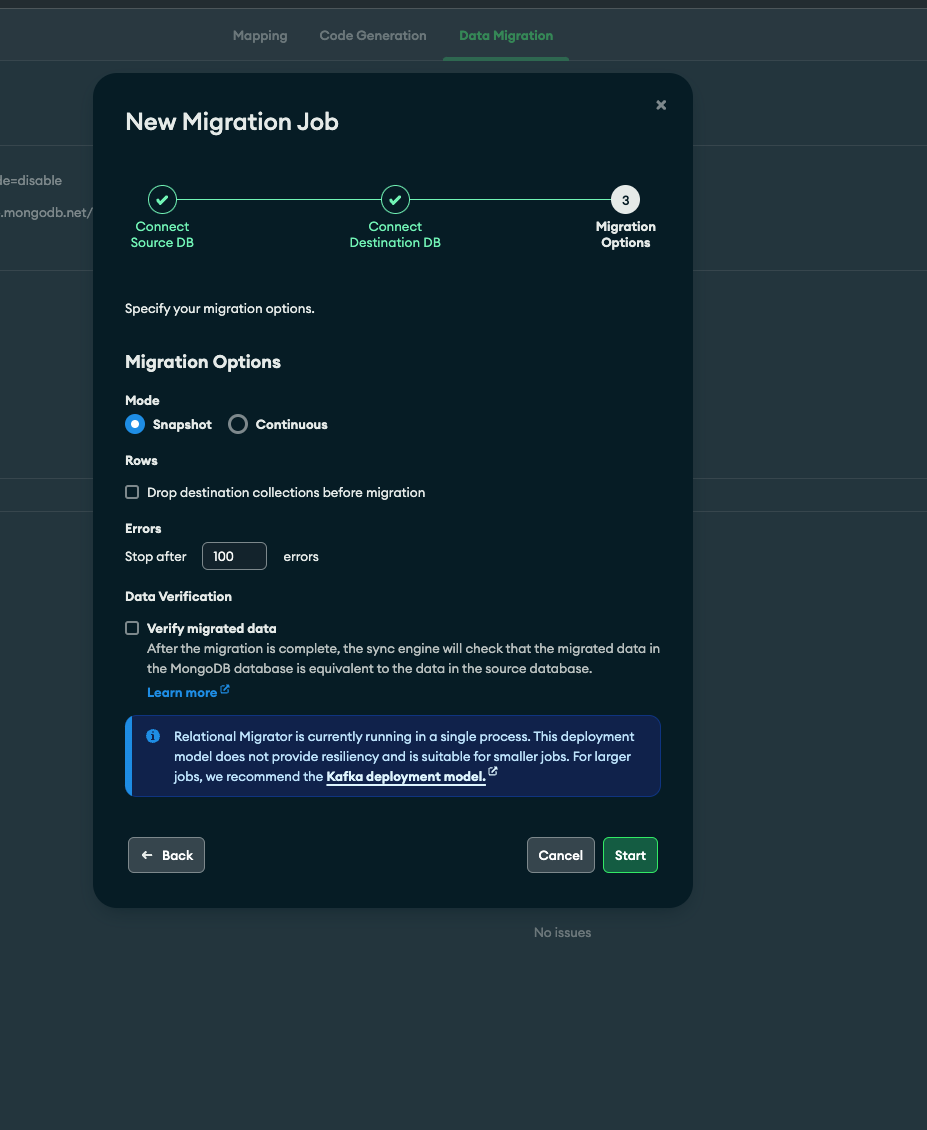 Mapping Code Generation Data Migration
de=disable
.mongodb.net/
New Migration Job
3
Connect
Source DB
Connect
Destination DB
Migration
Options
Specify your migration options.
Migration Options
Mode
Snapshot Continuous
Rows
Drop destination collections before migration
Errors
Stop after 100 errors
Data Verification
Verify migrated data
After the migration is complete, the sync engine will check that the migrated data in
the MongoDB database is equivalent to the data in the source database.
Learn more
Relational Migrator is currently running in a single process. This deployment
model does not provide resiliency and is suitable for smaller jobs. For larger
jobs, we recommend the Kafka deployment model.
Back Cancel Start
No issues